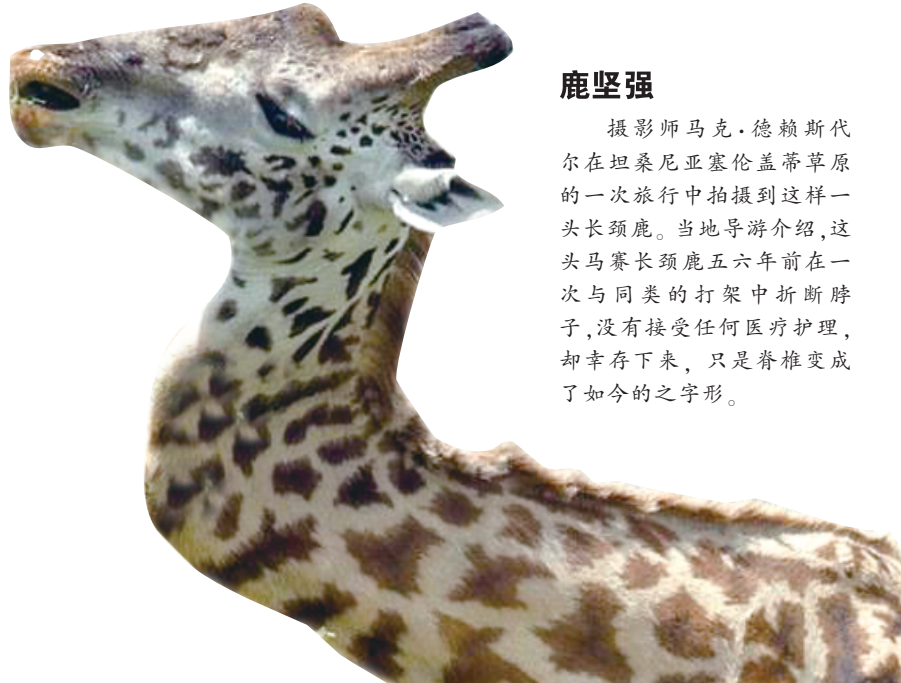 鹿坚强
摄影师马克·德赖斯代
尔在坦桑尼亚塞伦盖蒂草原
的一次旅行中拍摄到这样一
头长颈鹿。当地导游介绍,这
头马赛长颈鹿五六年前在一
次与同类的打架中折断脖
子,没有接受任何医疗护理,
却幸存下来，只是脊椎变成
了如今的之字形。